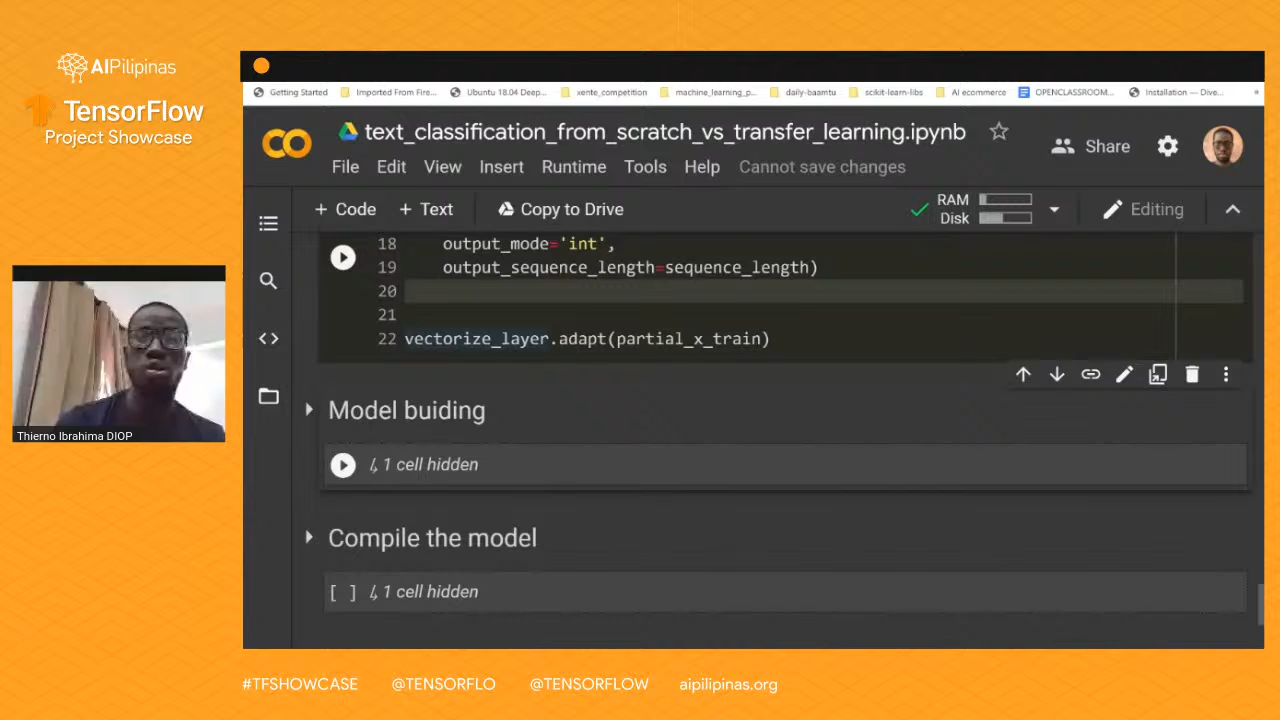 AIPilipinas
TensorFlow
Project Showcase
Getting Started
Imported From Fire...
Ubuntu 18.04 Deep...
xente_competition
machine_learning_p...
daily-baamtu
scikit-learn-libs
AI ecommerce
OPENCLASSROOM...
Installation — Dive...
»
text_classification_from_scratch_vs_transfer_learning.ipynb
Share
File Edit View Insert Runtime Tools Help Cannot save changes
+ Code + Text Copy to Drive
RAM
Disk
Editing
18 output_mode='int',
19 output_sequence_length=sequence_length)
20
21
22 vectorize_layer.adapt(partial_x_train)
Model buiding
1 cell hidden
Compile the model
[ ] 1 cell hidden
Thierno Ibrahima DIOP
#TFSHOWCASE @TENSORFLO @TENSORFLOW aipilipinas.org